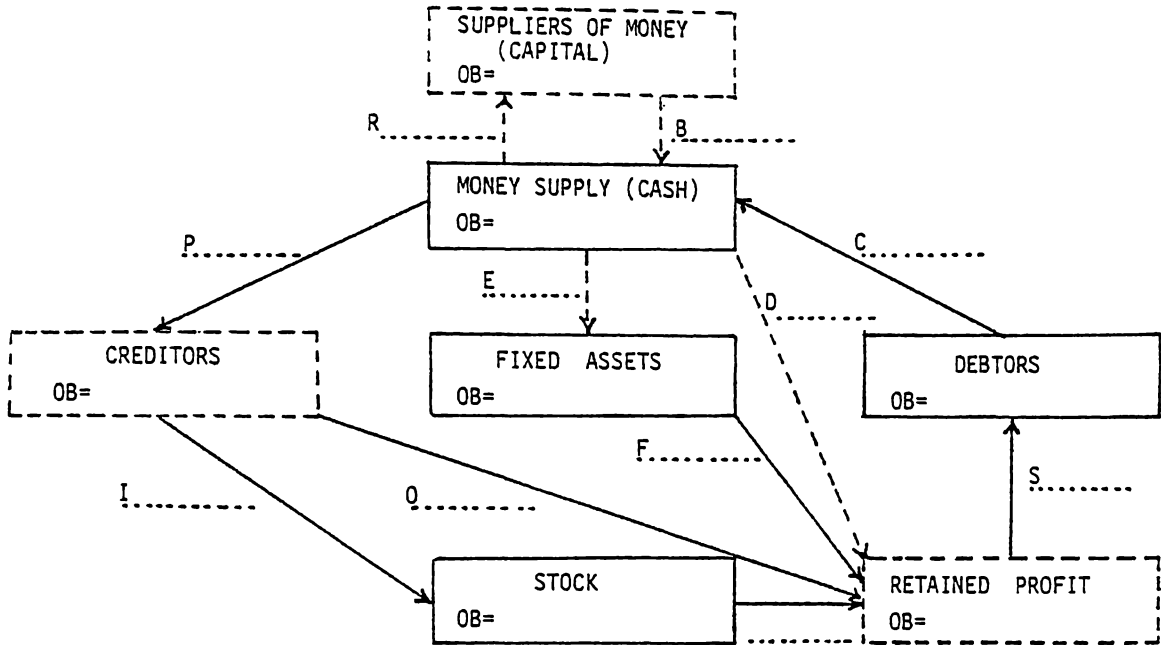 SUPPLIERS OF MONEY
(CAPITAL)
OB=
R
B
MONEY SUPPLY (CASH)
OB=
P
C
E
D
CREDITORS
OB=
FIXED ASSETS
OB=
DEBTORS
OB=
F
I
O
S
STOCK
OB=
RETAINED PROFIT
OB=